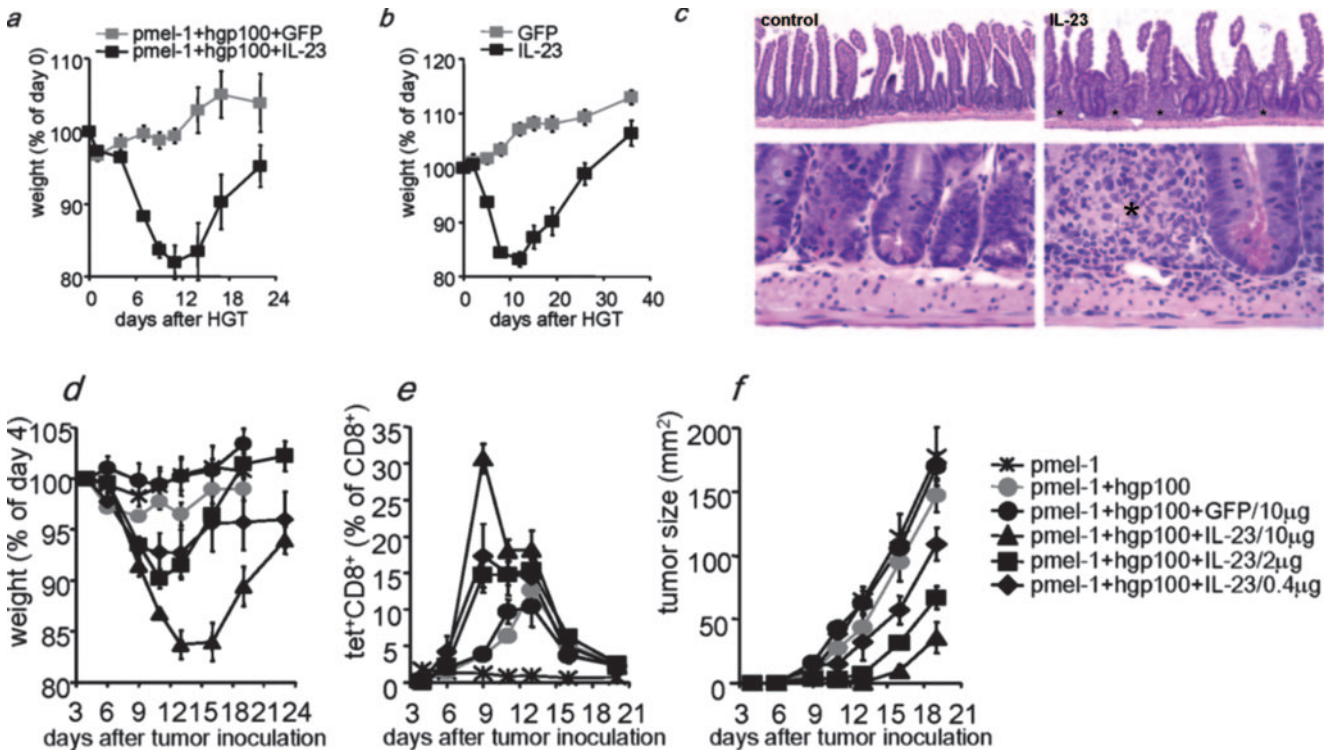 a
pmel-1+hgp100+GFP
pmel-1+hgp100+IL-23
110
100
90
80
weight (% of day 0)
0 6 12 18 24
days after HGT
b
GFP
IL-23
120
110
100
90
80
weight (% of day 0)
0 10 20 30 40
days after HGT
c
control
IL-23
*
*
*
*
*
d
105
100
95
90
85
80
weight (% of day 4)
3 6 9 12 15 18 21 24
days after tumor inoculation
e
35
30
25
20
15
10
5
0
tet+CD8+ (% of CD8+)
3 6 9 12 15 18 21
days after tumor inoculation
f
200
150
100
50
0
tumor size (mm²)
3 6 9 12 15 18 21
days after tumor inoculation
pmel-1
pmel-1+hgp100
pmel-1+hgp100+GFP/10µg
pmel-1+hgp100+IL-23/10µg
pmel-1+hgp100+IL-23/2µg
pmel-1+hgp100+IL-23/0.4µg